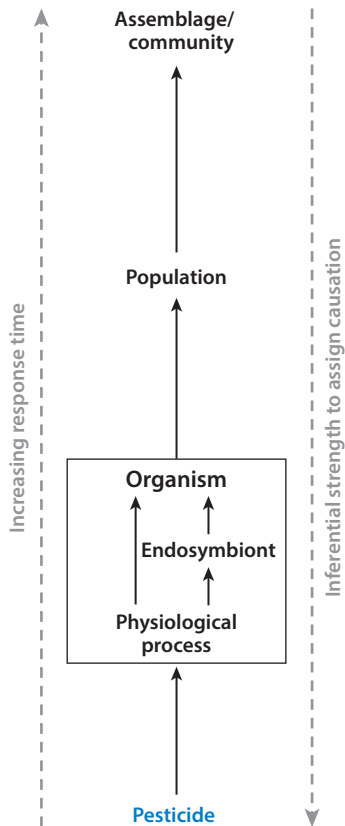 Assemblage/
community
Population
Organism
Endosymbiont
Physiological
process
Pesticide
Increasing response time
Inferential strength to assign causation